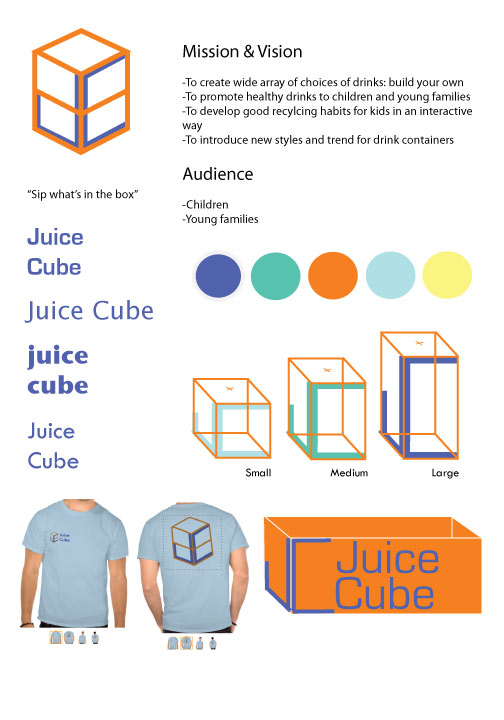 Mission & Vision
-To create wide array of choices of drinks: build your own
-To promote healthy drinks to children and young families
-To develop good recylcing habits for kids in an interactive
way
-To introduce new styles and trend for drink containers
Audience
-Children
-Young families
“Sip what’s in the box”
Juice
Cube
Juice Cube
juice
cube
Juice
Cube
Small
Medium
Large
Juice
Cube
Juice
Cube